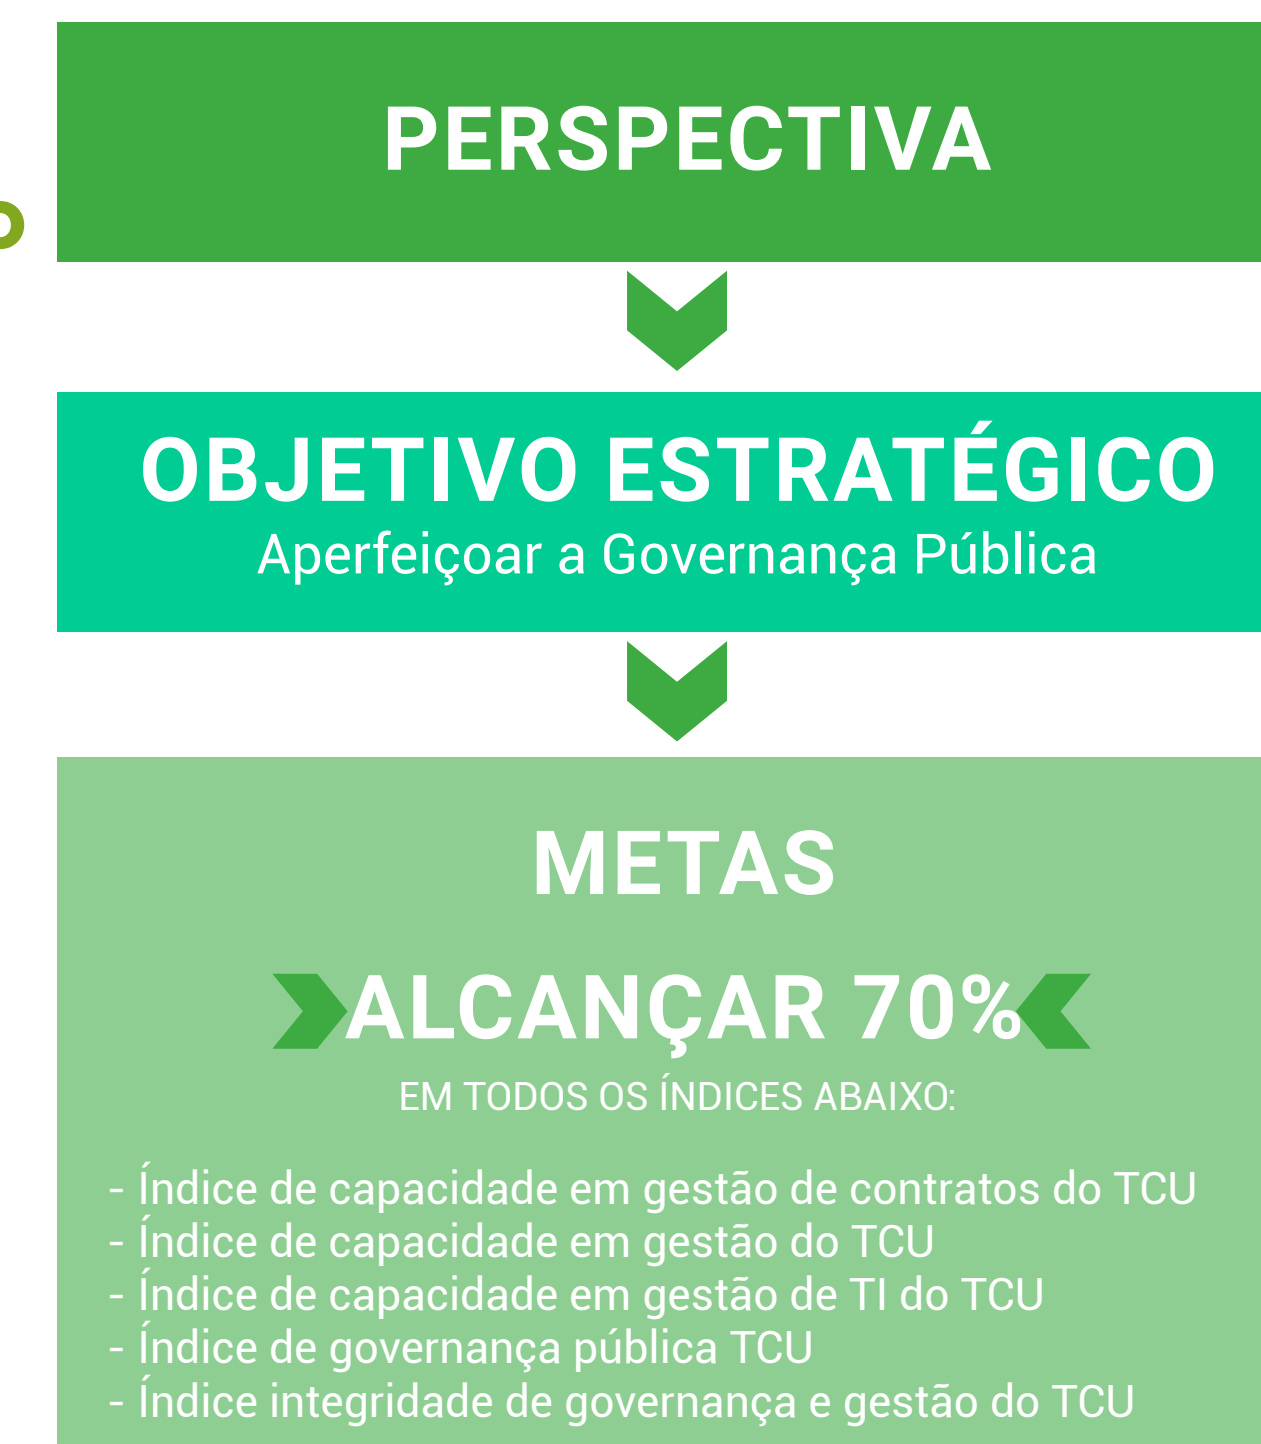 PERSPECTIVA
OBJETIVO ESTRATÉGICO
Aperfeiçoar a Governança Pública
METAS
ALCANÇAR 70%
EM TODOS OS ÍNDICES ABAIXO:
- Índice de capacidade em gestão de contratos do TCU
- Índice de capacidade em gestão do TCU
- Índice de capacidade em gestão de TI do TCU
- Índice de governança pública TCU
- Índice integridade de governança e gestão do TCU